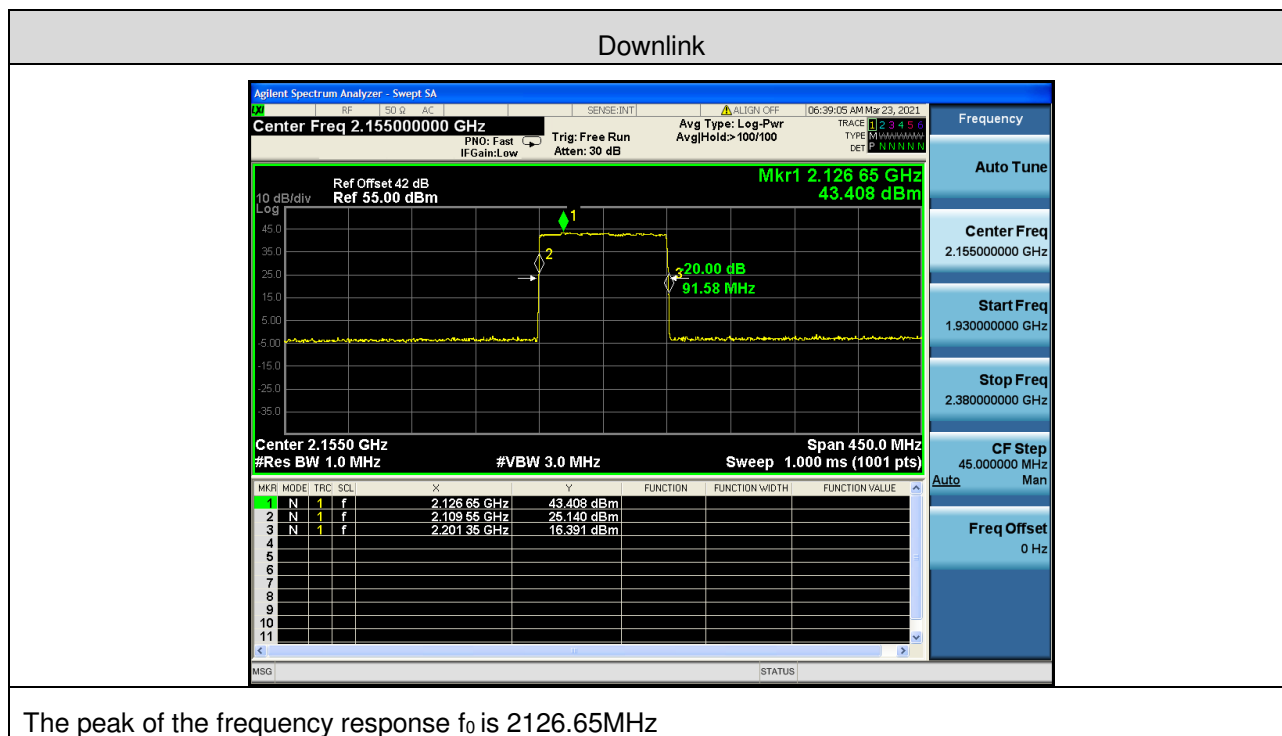 Downlink
Agilent Spectrum Analyzer - Swept SA
LXI RF 50 Ω AC SENSE:INT ALIGN OFF 06:39:05 AM Mar 23, 2021
Center Freq 2.155000000 GHz
PNO: Fast
IFGain:Low
Trig: Free Run
Atten: 30 dB
Avg Type: Log-Pwr
Avg|Hold:>100/100
TRACE 1 2 3 4 5 6
TYPE M
DET P N N N N N
Mkr1 2.126 65 GHz
43.408 dBm
Ref Offset 42 dB
Ref 55.00 dBm
10 dB/div
Log
45.0
35.0
25.0
15.0
5.00
-5.00
-15.0
-25.0
-35.0
1
2
3
-20.00 dB
91.58 MHz
Center 2.1550 GHz Span 450.0 MHz
#Res BW 1.0 MHz #VBW 3.0 MHz Sweep 1.000 ms (1001 pts)
MKR MODE TRC SCL X Y FUNCTION FUNCTION WIDTH FUNCTION VALUE
1 N 1 f 2.126 65 GHz 43.408 dBm
2 N 1 f 2.109 55 GHz 25.140 dBm
3 N 1 f 2.201 35 GHz 16.391 dBm
4
5
6
7
8
9
10
11
MSG STATUS
Frequency
Auto Tune
Center Freq
2.155000000 GHz
Start Freq
1.930000000 GHz
Stop Freq
2.380000000 GHz
CF Step
45.000000 MHz
Auto Man
Freq Offset
0 Hz
The peak of the frequency response f₀ is 2126.65MHz